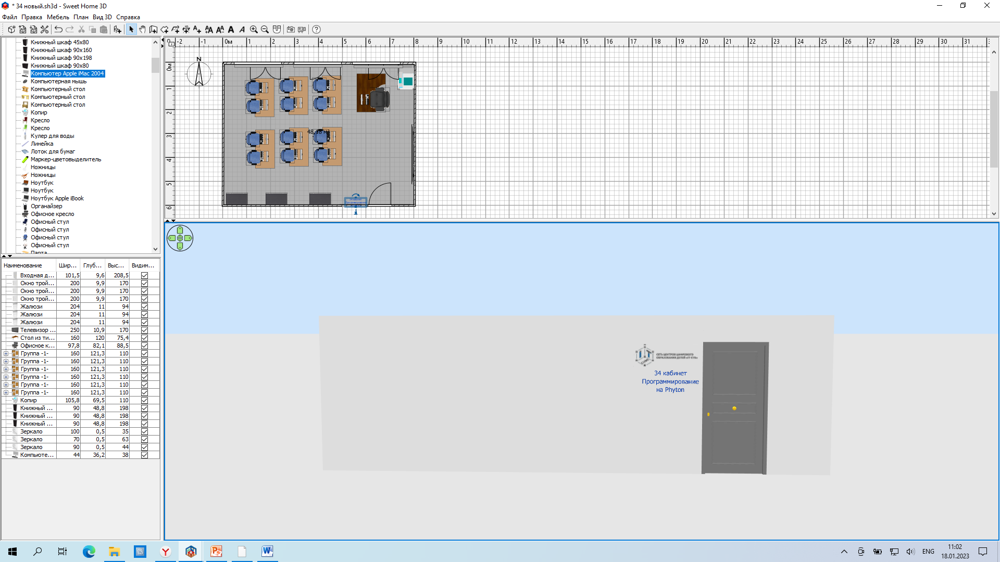 * 34 новый.sh3d - Sweet Home 3D
Файл Правка Мебель План Вид 3D Справка
Книжный шкаф 45x80
Книжный шкаф 90x160
Книжный шкаф 90x198
Книжный шкаф 90x80
Компьютер Apple iMac 2004
Компьютерная мышь
Компьютерный стол
Компьютерный стол
Компьютерный стол
Копир
Кресло
Кресло
Кулер для воды
Линейка
Лоток для бумаг
Маркер-цветовыделитель
Ножницы
Ножницы
Ноутбук
Ноутбук
Ноутбук Apple iBook
Органайзер
Офисное кресло
Офисный стул
Офисный стул
Офисный стул
Офисный стул
Парта
Наименование Шир... Глуб... Выс... Видим...
Входная д... 101,5 9,6 208,5
Окно трой... 200 9,9 170
Окно трой... 200 9,9 170
Окно трой... 200 9,9 170
Жалюзи 204 11 94
Жалюзи 204 11 94
Жалюзи 204 11 94
Телевизор ... 250 10,9 170
Стол из ти... 160 120 75,4
Офисное к... 97,8 82,1 88,5
Группа -1- 160 121,3 110
Группа -1- 160 121,3 110
Группа -1- 160 121,3 110
Группа -1- 160 121,3 110
Группа -1- 160 121,3 110
Группа -1- 160 121,3 110
Копир 105,8 69,5 110
Книжный ... 90 48,8 198
Книжный ... 90 48,8 198
Книжный ... 90 48,8 198
Зеркало 100 0,5 35
Зеркало 70 0,5 63
Зеркало 90 0,5 44
Компьюте... 44 36,2 38
-2 -1 0м 1 2 3 4 5 6 7 8 9 10 11 12 13 14 15 16 17 18 19 20 21 22 23 24 25 26 27 28 29 30 31
0м
1
2
3
4
5
6
N
34 кабинет
Программирование
СЕТЬ ЦЕНТРОВ ЦИФРОВОГО
ОБРАЗОВАНИЯ ДЕТЕЙ «IT-КУБ»
34 кабинет
Программирование
на Phyton
ENG
11:02
18.01.2023